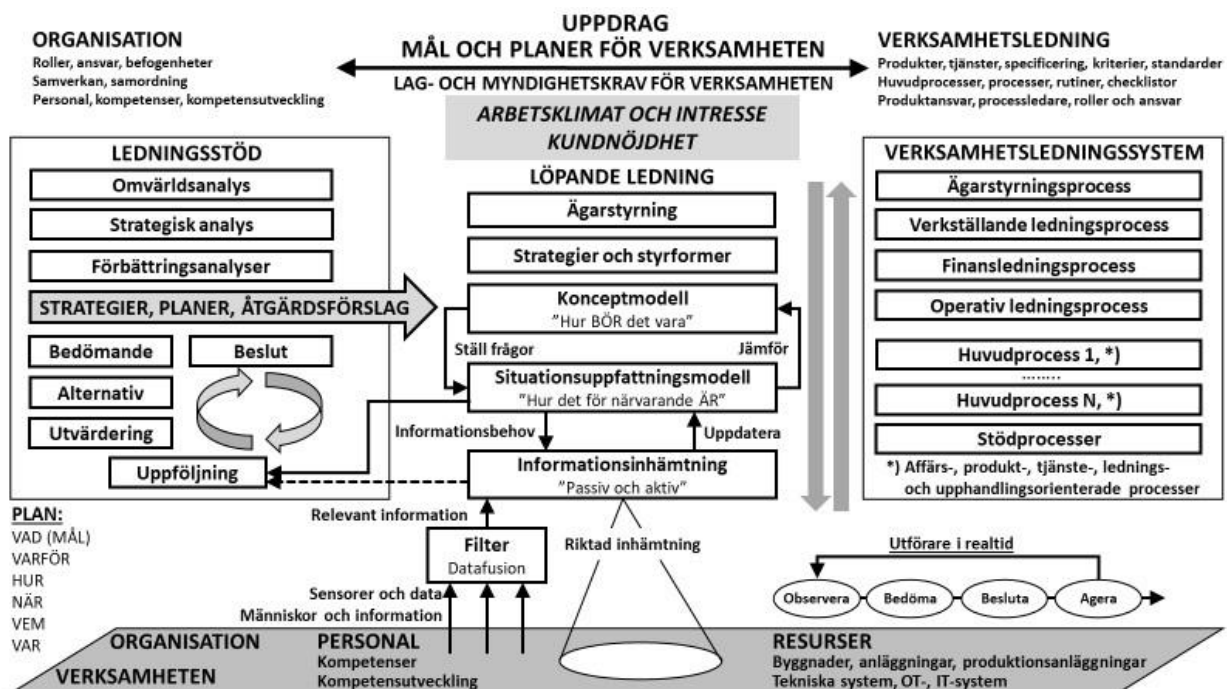 UPPDRAG
MÅL OCH PLANER FÖR VERKSAMHETEN
LAG- OCH MYNDIGHETSKRAV FÖR VERKSAMHETEN
ORGANISATION
Roller, ansvar, befogenheter
Samverkan, samordning
Personal, kompetenser, kompetensutveckling
VERKSAMHETSLEDNING
Produkter, tjänster, specificering, kriterier, standarder
Huvudprocesser, processer, rutiner, checklistor
Produktansvar, processledare, roller och ansvar
ARBETSKLIMAT OCH INTRESSE
KUNDNÖJDHET
LEDNINGSSTÖD
Omvärldsanalys
Strategisk analys
Förbättringsanalyser
STRATEGIER, PLANER, ÅTGÄRDSFÖRSLAG
Bedömande
Beslut
Alternativ
Utvärdering
Uppföljning
LÖPANDE LEDNING
Ägarstyrning
Strategier och styrformer
Konceptmodell
"Hur BÖR det vara"
Ställ frågor
Jämför
Situationsuppfattningsmodell
"Hur det för närvarande ÄR"
Informationsbehov
Uppdatera
Informationsinhämtning
"Passiv och aktiv"
Relevant information
Filter
Datafusion
Riktad inhämtning
Sensorer och data
Människor och information
VERKSAMHETSLEDNINGSSYSTEM
Ägarstyrningsprocess
Verkställande ledningsprocess
Finansledningsprocess
Operativ ledningsprocess
Huvudprocess 1, *)
........
Huvudprocess N, *)
Stödprocesser
*) Affärs-, produkt-, tjänste-, lednings-
och upphandlingsorienterade processer
Utförare i realtid
Observera
Bedöma
Besluta
Agera
PLAN:
VAD (MÅL)
VARFÖR
HUR
NÄR
VEM
VAR
ORGANISATION
VERKSAMHETEN
PERSONAL
Kompetenser
Kompetensutveckling
RESURSER
Byggnader, anläggningar, produktionsanläggningar
Tekniska system, OT-, IT-system